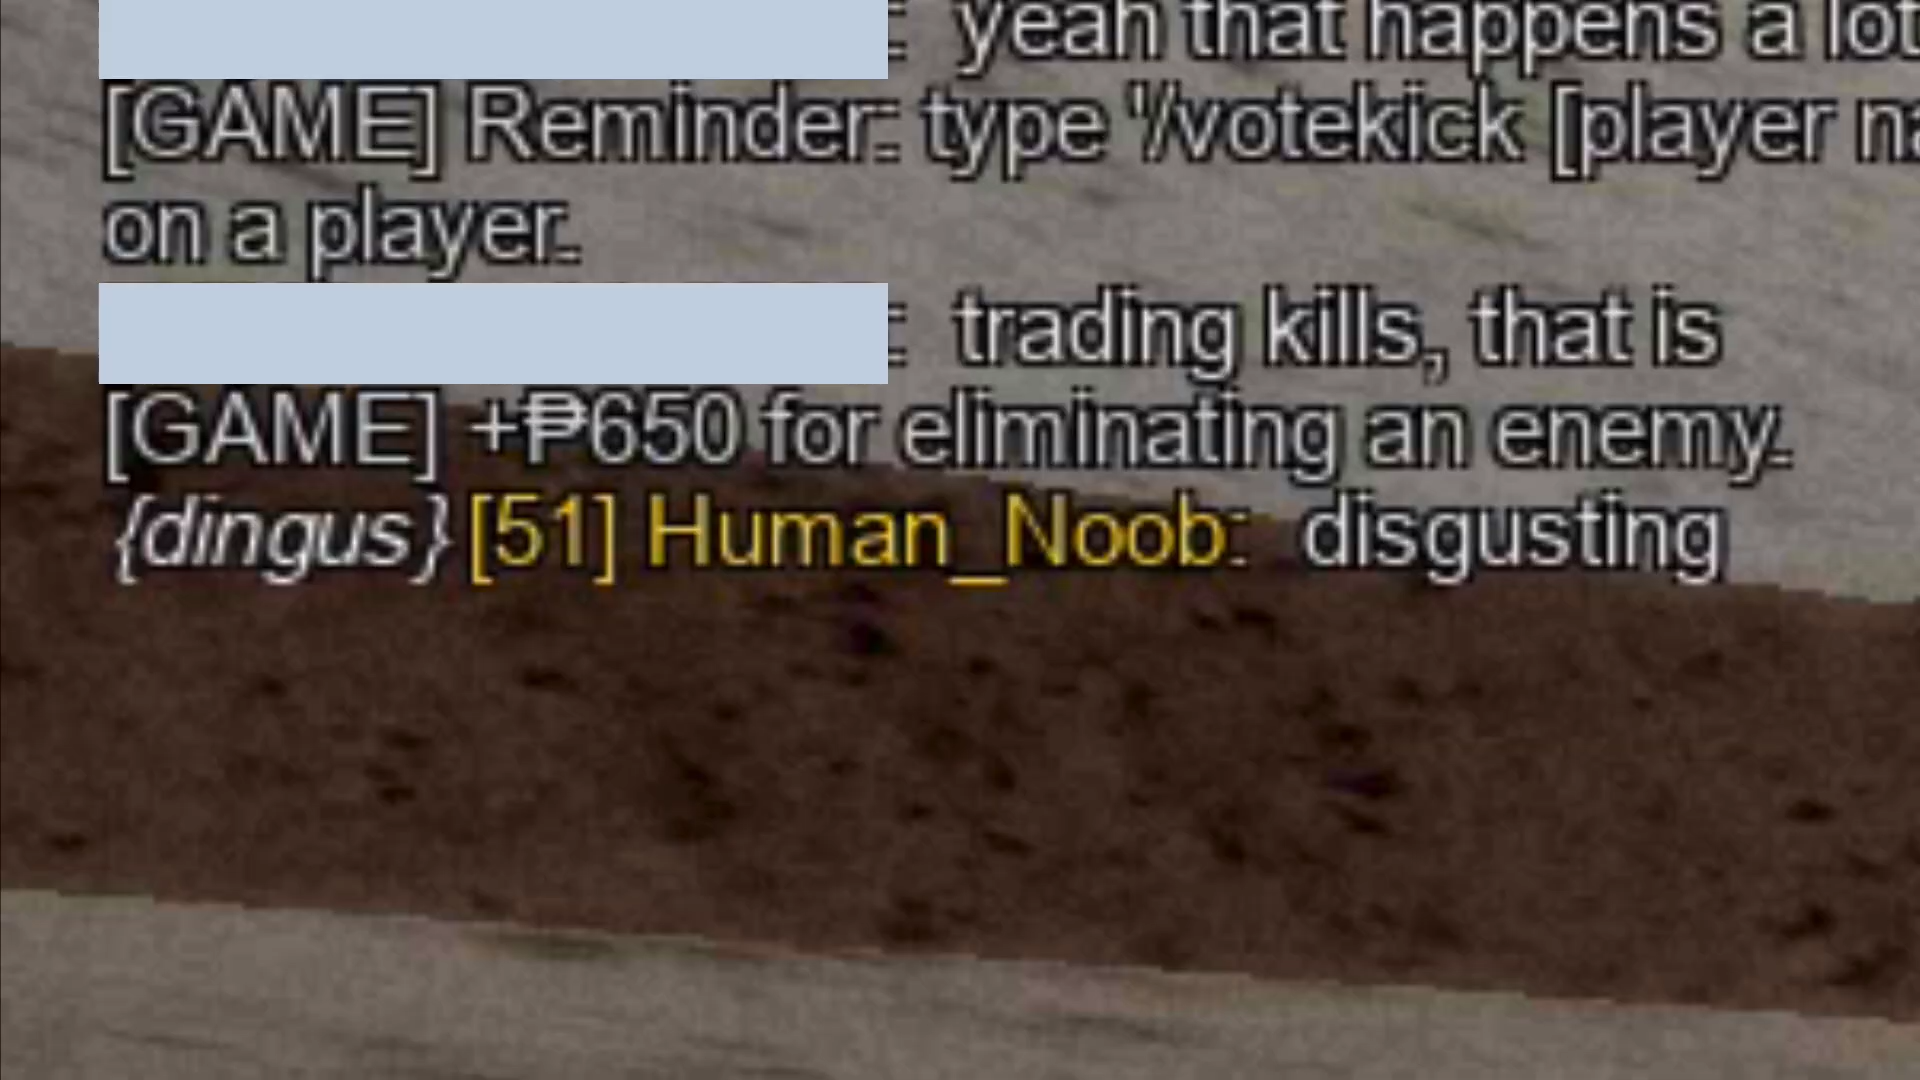 : yeah that happens a lot
[GAME] Reminder: type '/votekick [player na
on a player.
: trading kills, that is
[GAME] +₱650 for eliminating an enemy.
{dingus} [51] Human_Noob: disgusting